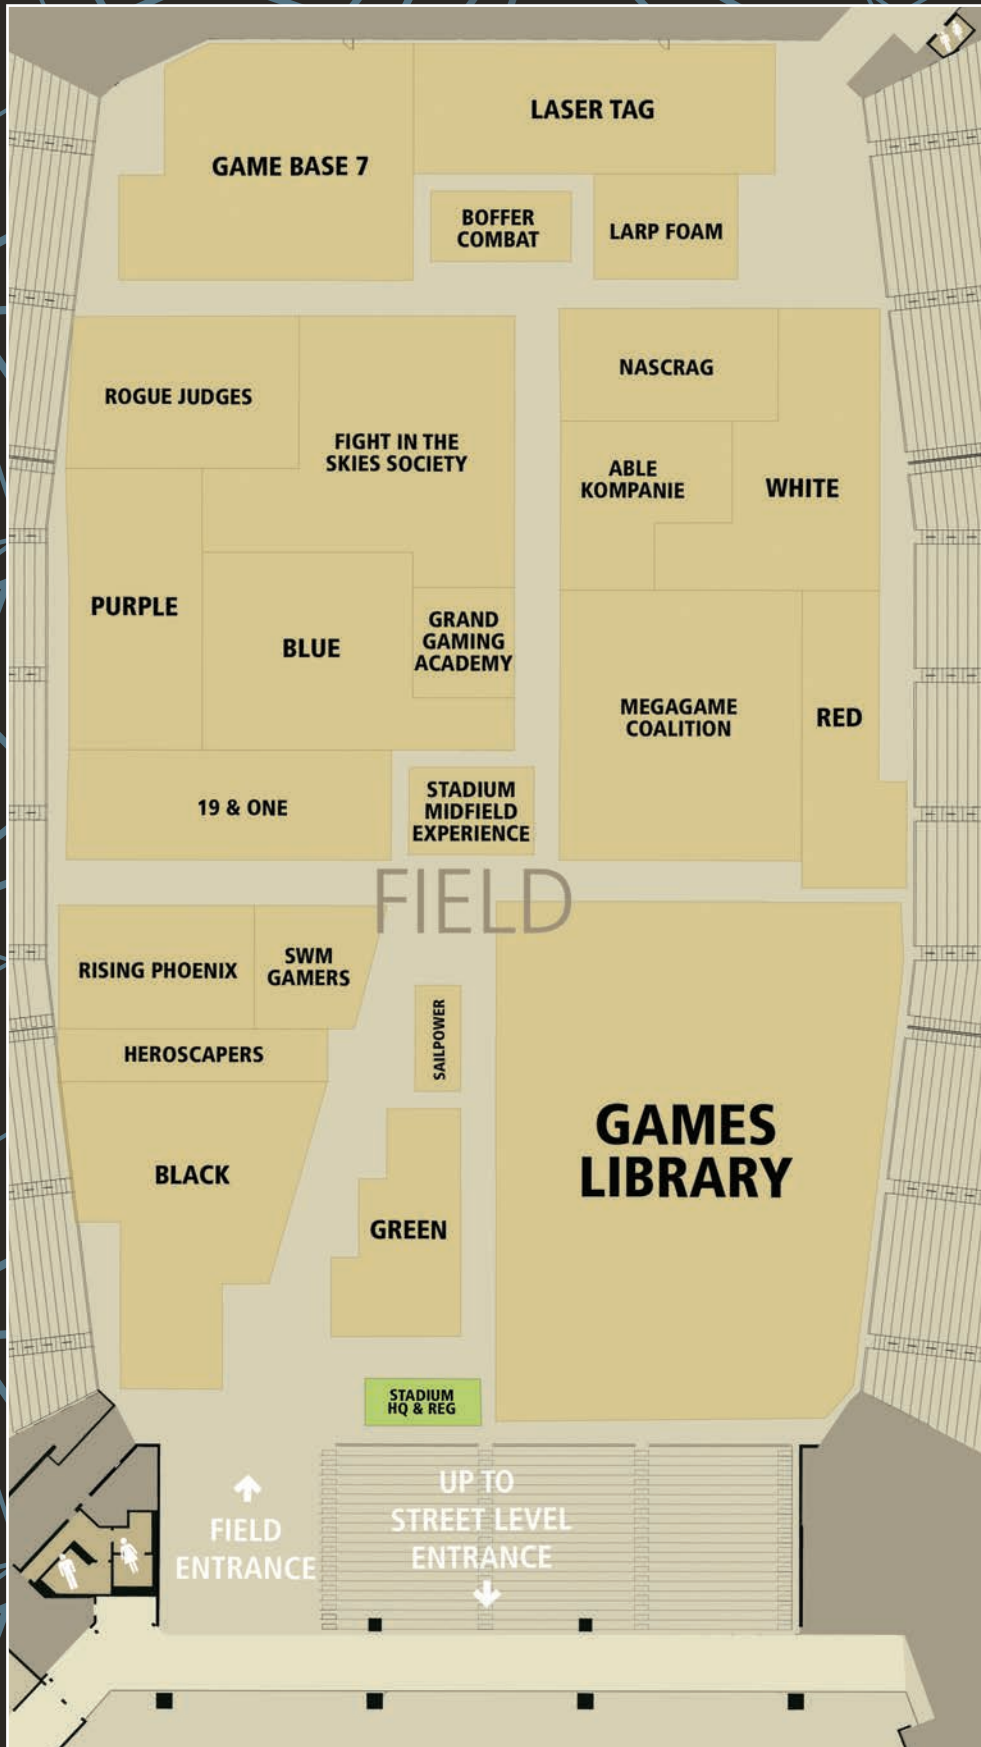 LASER TAG
GAME BASE 7
BOFFER
COMBAT
LARP FOAM
ROGUE JUDGES
FIGHT IN THE
SKIES SOCIETY
NASCRAG
ABLE
KOMPANIE
WHITE
PURPLE
BLUE
GRAND
GAMING
ACADEMY
MEGAGAME
COALITION
RED
19 & ONE
STADIUM
MIDFIELD
EXPERIENCE
FIELD
RISING PHOENIX
SWM
GAMERS
SAILPOWER
HEROSCAPERS
GAMES
LIBRARY
BLACK
GREEN
STADIUM
HQ & REG
FIELD
ENTRANCE
UP TO
STREET LEVEL
ENTRANCE